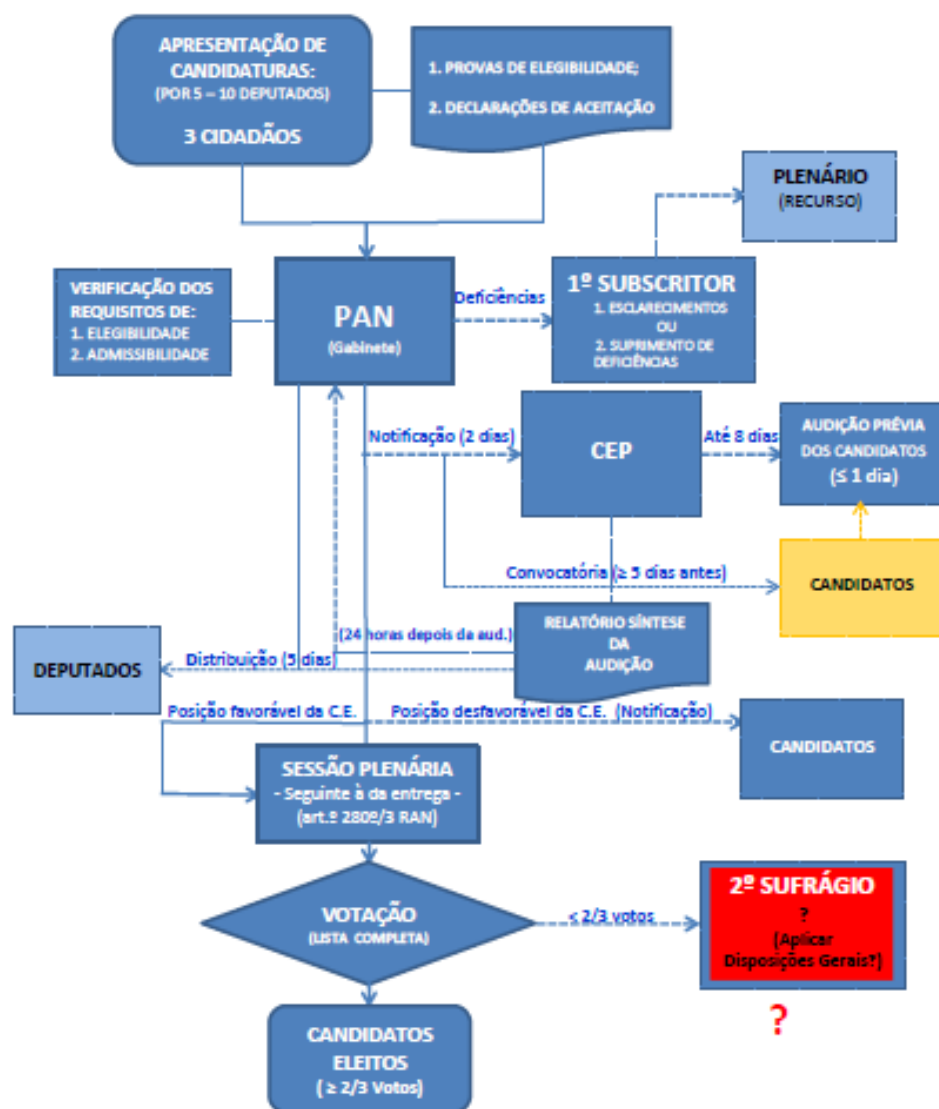 APRESENTAÇÃO DE
CANDIDATURAS:
(POR 5 – 10 DEPUTADOS)
3 CIDADÃOS
1. PROVAS DE ELEGIBILIDADE;
2. DECLARAÇÕES DE ACEITAÇÃO
PLENÁRIO
(RECURSO)
VERIFICAÇÃO DOS
REQUISITOS DE:
1. ELEGIBILIDADE
2. ADMISSIBILIDADE
PAN
(Gabinete)
Deficiências
1º SUBSCRITOR
1. ESCLARECIMENTOS
OU
2. SUPRIMENTO DE
DEFICIÊNCIAS
Notificação (2 dias)
CEP
Até 8 dias
AUDIÇÃO PRÉVIA
DOS CANDIDATOS
(≤ 1 dia)
Convocatória (≥ 5 dias antes)
CANDIDATOS
(24 horas depois da aud.)
RELATÓRIO SÍNTESE
DA
AUDIÇÃO
DEPUTADOS
Distribuição (5 dias)
Posição favorável da C.E.
Posição desfavorável da C.E. (Notificação)
CANDIDATOS
SESSÃO PLENÁRIA
- Seguinte à da entrega -
(art.º 280º/3 RAN)
VOTAÇÃO
(LISTA COMPLETA)
< 2/3 votos
2º SUFRÁGIO
?
(Aplicar
Disposições Gerais?)
?
CANDIDATOS
ELEITOS
( ≥ 2/3 Votos)